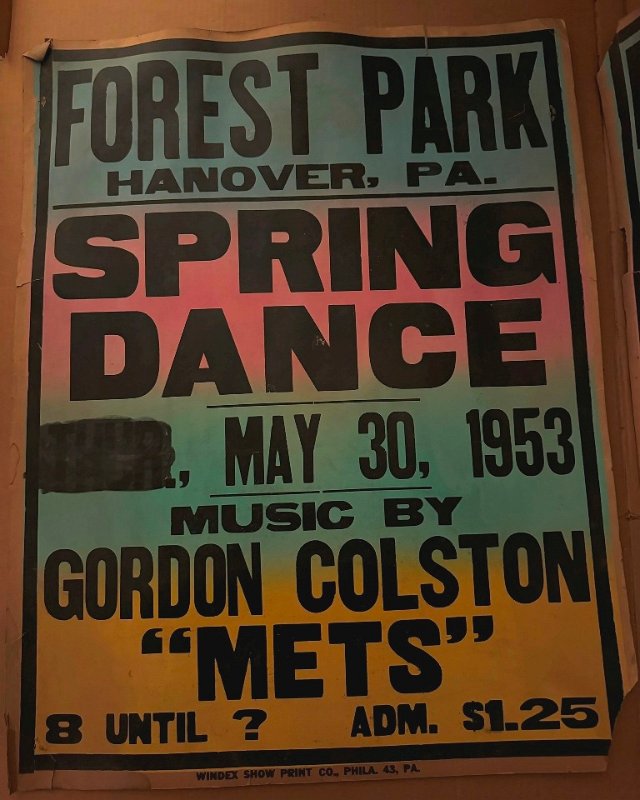 FOREST PARK
HANOVER, PA.
SPRING
DANCE
THUR., MAY 30, 1953
MUSIC BY
GORDON COLSTON
“METS”
8 UNTIL ? ADM. $1.25
WINDEX SHOW PRINT CO., PHILA. 43, PA.